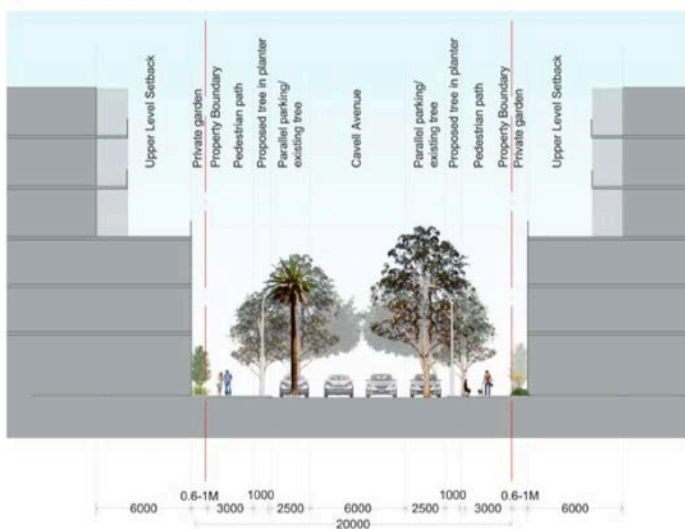 Upper Level Setback
Private garden
Property Boundary
Pedestrian path
Proposed tree in planter
Parallel parking/
existing tree
Cavell Avenue
Parallel parking/
existing tree
Proposed tree in planter
Pedestrian path
Property Boundary
Private garden
Upper Level Setback
0.6-1M 1000 1000 0.6-1M
6000 3000 2500 6000 2500 3000 6000
20000